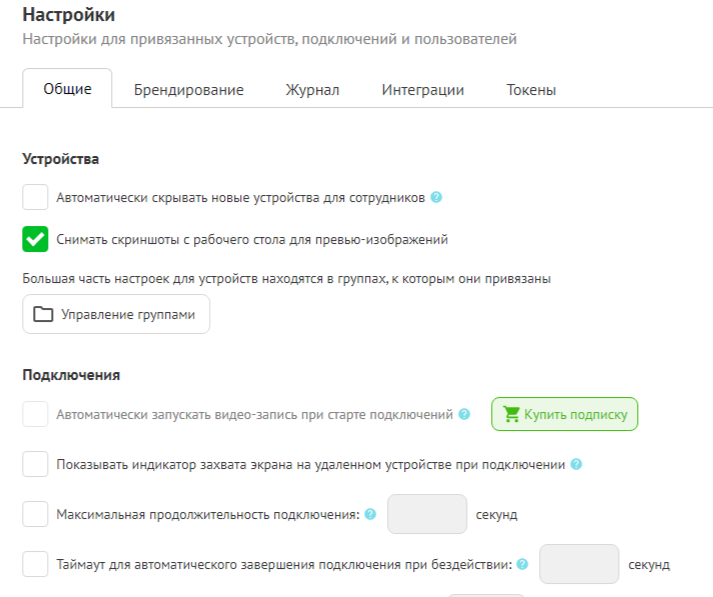 Настройки
Настройки для привязанных устройств, подключений и пользователей
Общие Брендирование Журнал Интеграции Токены
Устройства
Автоматически скрывать новые устройства для сотрудников ?
Снимать скриншоты с рабочего стола для превью-изображений
Большая часть настроек для устройств находятся в группах, к которым они привязаны
Управление группами
Подключения
Автоматически запускать видео-запись при старте подключений ? Купить подписку
Показывать индикатор захвата экрана на удаленном устройстве при подключении ?
Максимальная продолжительность подключения: ? секунд
Таймаут для автоматического завершения подключения при бездействии: ? секунд